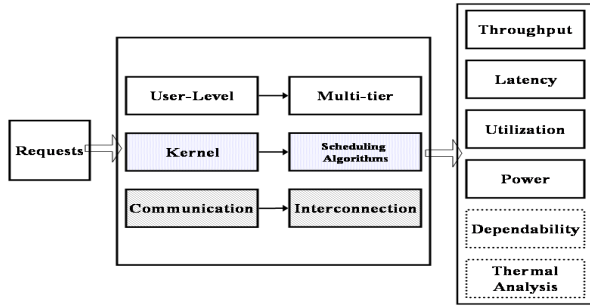 Requests
User-Level
Multi-tier
Kernel
Scheduling
Algorithms
Communication
Interconnection
Throughput
Latency
Utilization
Power
Dependability
Thermal
Analysis